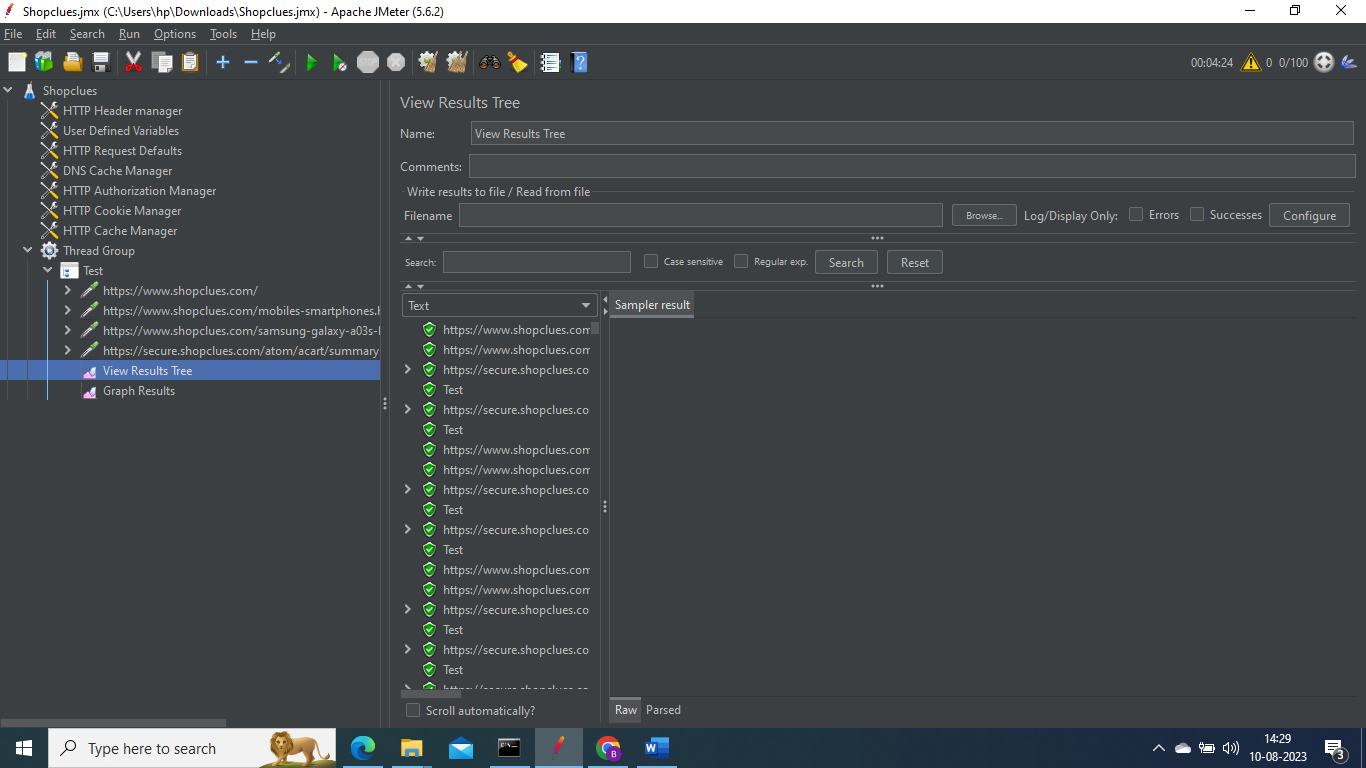 Shopclues.jmx (C:\Users\hp\Downloads\Shopclues.jmx) - Apache JMeter (5.6.2)
File Edit Search Run Options Tools Help
STOP
00:04:24 0 0/100
Shopclues
HTTP Header manager
User Defined Variables
HTTP Request Defaults
DNS Cache Manager
HTTP Authorization Manager
HTTP Cookie Manager
HTTP Cache Manager
Thread Group
Test
https://www.shopclues.com/
https://www.shopclues.com/mobiles-smartphones.
https://www.shopclues.com/samsung-galaxy-a03s-
https://secure.shopclues.com/atom/acart/summary
View Results Tree
Graph Results
View Results Tree
Name: View Results Tree
Comments:
Write results to file / Read from file
Filename Browse... Log/Display Only: Errors Successes Configure
Search: Case sensitive Regular exp. Search Reset
Text
Sampler result
https://www.shopclues.com
https://www.shopclues.com
https://secure.shopclues.co
Test
https://secure.shopclues.co
Test
https://www.shopclues.com
https://www.shopclues.com
https://secure.shopclues.co
Test
https://secure.shopclues.co
Test
https://www.shopclues.com
https://www.shopclues.com
https://secure.shopclues.co
Test
https://secure.shopclues.co
Test
Scroll automatically?
Raw Parsed
Type here to search
14:29
10-08-2023
3